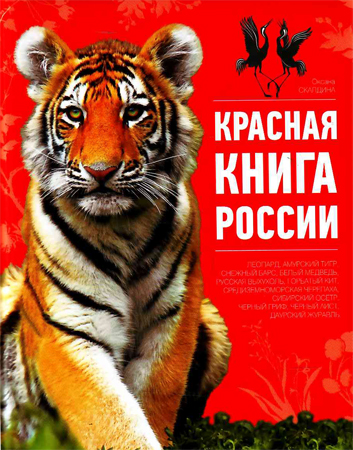 Оксана
СКАЛДИНА
КРАСНАЯ
КНИГА
РОССИИ
ЛЕОПАРД, АМУРСКИЙ ТИГР,
СНЕЖНЫЙ БАРС, БЕЛЫЙ МЕДВЕДЬ,
РУССКАЯ ВЫХУХОЛЬ, ГОРБАТЫЙ КИТ,
СРЕДИЗЕМНОМОРСКАЯ ЧЕРЕПАХА,
СИБИРСКИЙ ОСЕТР,
ЧЕРНЫЙ ГРИФ, ЧЕРНЫЙ АИСТ,
ДАУРСКИЙ ЖУРАВЛЬ